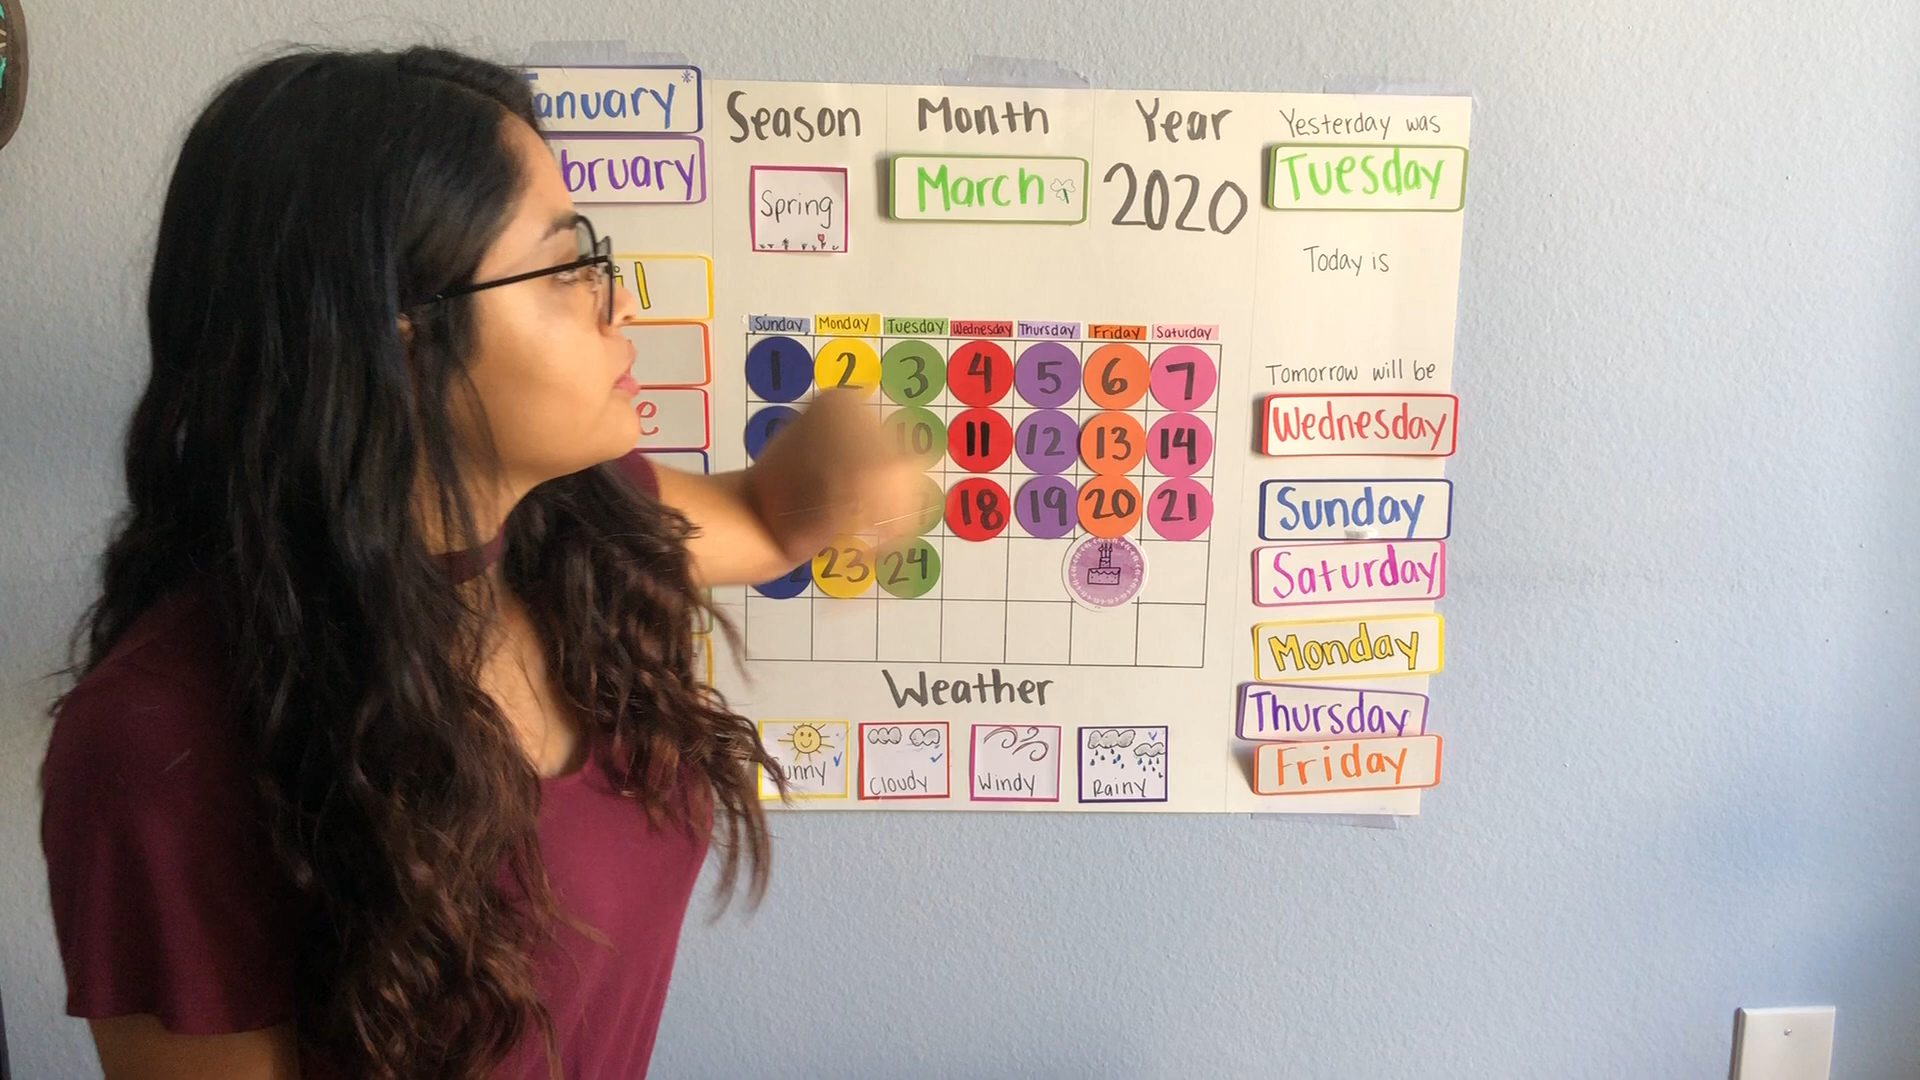 anuary
bruary
il
e
Season Month Year
Spring March 2020
Yesterday was
Tuesday
Today is
Tomorrow will be
Wednesday
Sunday
Saturday
Monday
Thursday
Friday
Sunday Monday Tuesday Wednesday Thursday Friday Saturday
1 2 3 4 5 6 7
10 11 12 13 14
18 19 20 21
23 24
Weather
Sunny Cloudy Windy Rainy